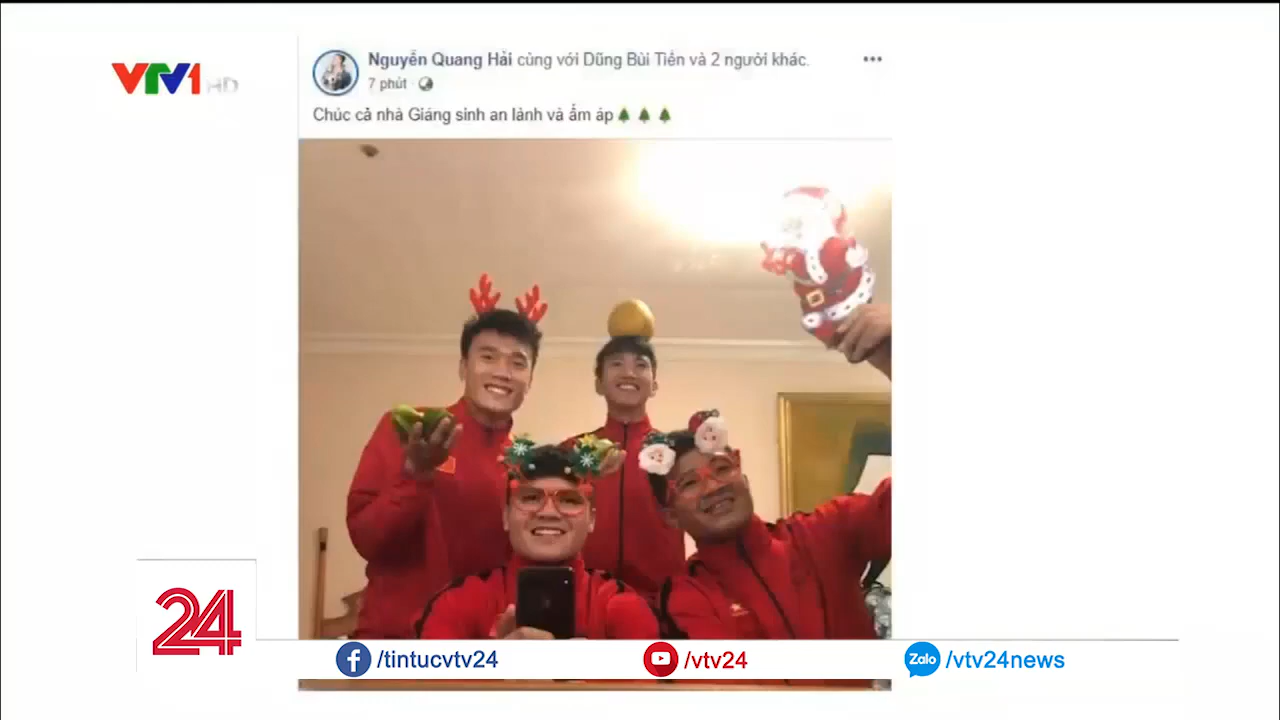 VTV1 HD
Nguyễn Quang Hải cùng với Dũng Bùi Tiến và 2 người khác.
7 phút
Chúc cả nhà Giáng sinh an lành và ấm áp
24
/tintucvtv24
/vtv24
Zalo /vtv24news